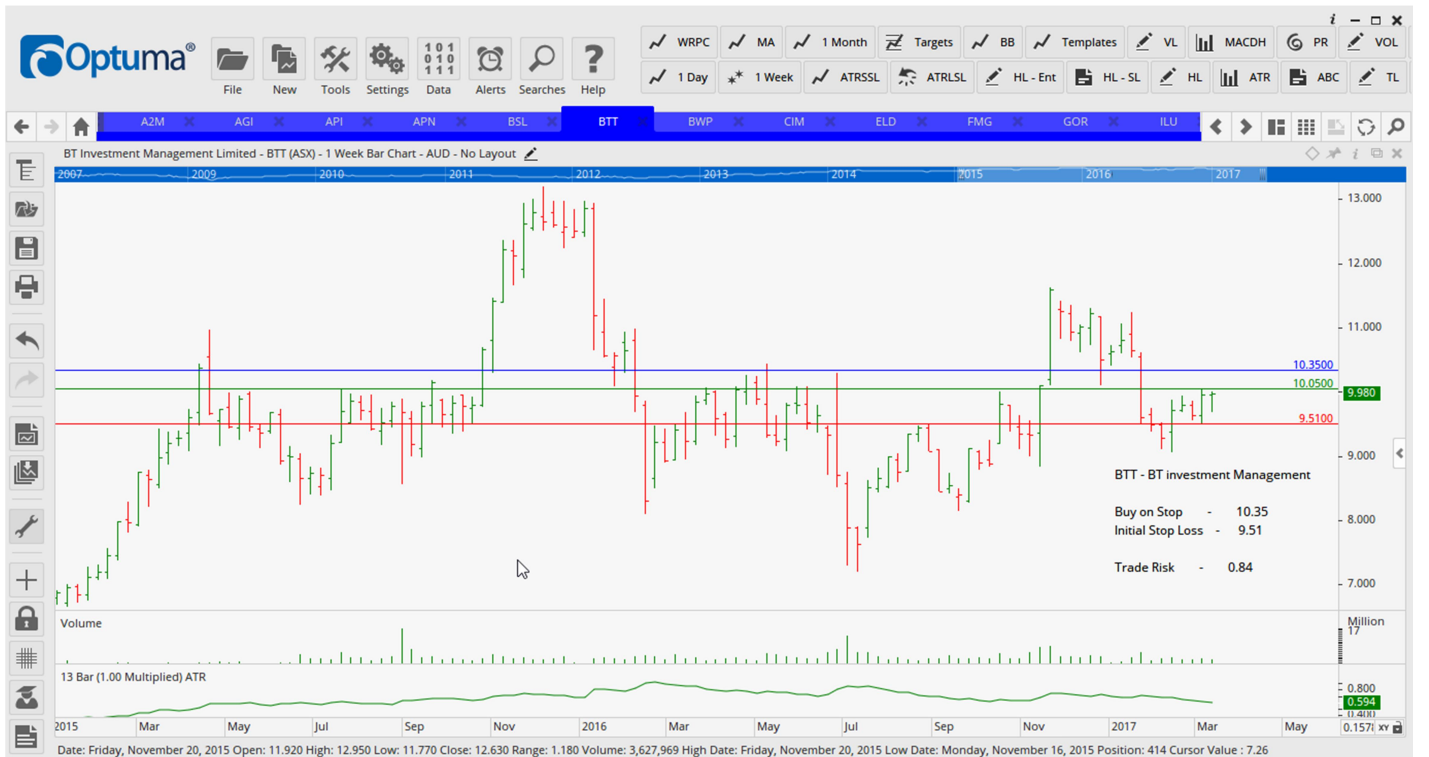 i
Optuma®
File
New
Tools
Settings
101
010
111
Data
Alerts
Searches
?
Help
WRPC
MA
1 Month
Targets
BB
Templates
VL
MACDH
PR
VOL
1 Day
1 Week
ATRSSL
ATRLSL
HL - Ent
HL - SL
HL
ATR
ABC
TL
A2M
AGI
API
APN
BSL
BTT
BWP
CIM
ELD
FMG
GOR
ILU
BT Investment Management Limited - BTT (ASX) - 1 Week Bar Chart - AUD - No Layout
i
2007 2009 2010 2011 2012 2013 2014 2015 2016 2017
13.000
12.000
11.000
10.3500
10.0500
9.980
9.5100
9.000
BTT - BT investment Management
Buy on Stop - 10.35
8.000
Initial Stop Loss - 9.51
Trade Risk - 0.84
7.000
Volume
Million
17
13 Bar (1.00 Multiplied) ATR
0.800
0.594
0.400
2015 Mar May Jul Sep Nov 2016 Mar May Jul Sep Nov 2017 Mar May
XY
Date: Friday, November 20, 2015 Open: 11.920 High: 12.950 Low: 11.770 Close: 12.630 Range: 1.180 Volume: 3,627,969 High Date: Friday, November 20, 2015 Low Date: Monday, November 16, 2015 Position: 414 Cursor Value : 7.26